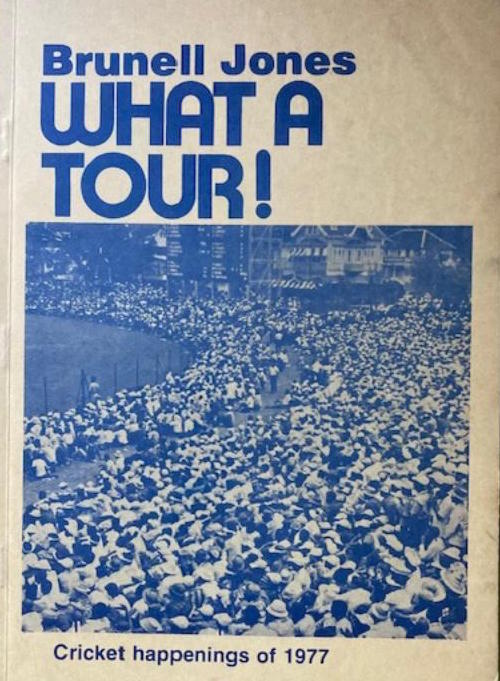 Brunell Jones
WHAT A
TOUR!
Cricket happenings of 1977